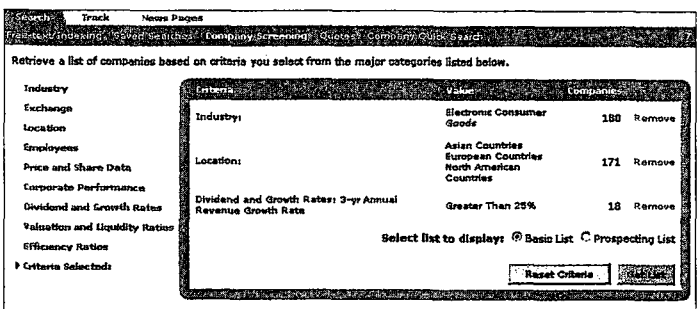 Search Track News Pages
Free-text/Indexing Saved Searches Company Screening Quotes Company Quick Search
Retrieve a list of companies based on criteria you select from the major categories listed below.
Industry
Exchange
Location
Employees
Price and Share Data
Corporate Performance
Dividend and Growth Rates
Valuation and Liquidity Ratios
Efficiency Ratios
Criteria Selected:
Criteria Value Companies
Industry: Electronic Consumer
Goods 180 Remove
Location: Asian Countries
European Countries
North American
Countries 171 Remove
Dividend and Growth Rates: 3-yr Annual
Revenue Growth Rate Greater Than 25% 18 Remove
Select list to display: Basic List Prospecting List
Reset Criteria Get List